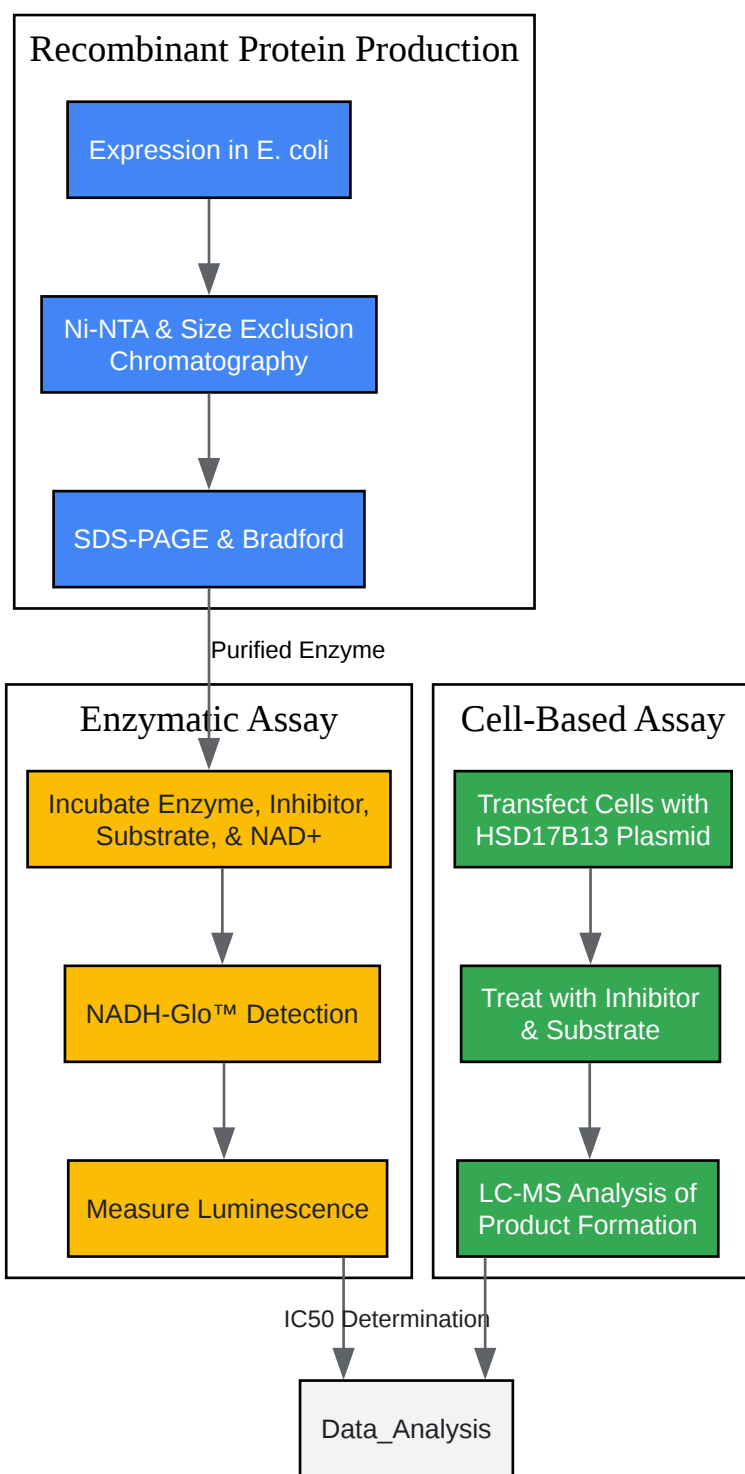 Recombinant Protein Production
Expression in E. coli
Ni-NTA & Size Exclusion
Chromatography
SDS-PAGE & Bradford
Purified Enzyme
Enzymatic Assay
Incubate Enzyme, Inhibitor,
Substrate, & NAD+
NADH-Glo™ Detection
Measure Luminescence
Cell-Based Assay
Transfect Cells with
HSD17B13 Plasmid
Treat with Inhibitor
& Substrate
LC-MS Analysis of
Product Formation
IC50 Determination
Data_Analysis